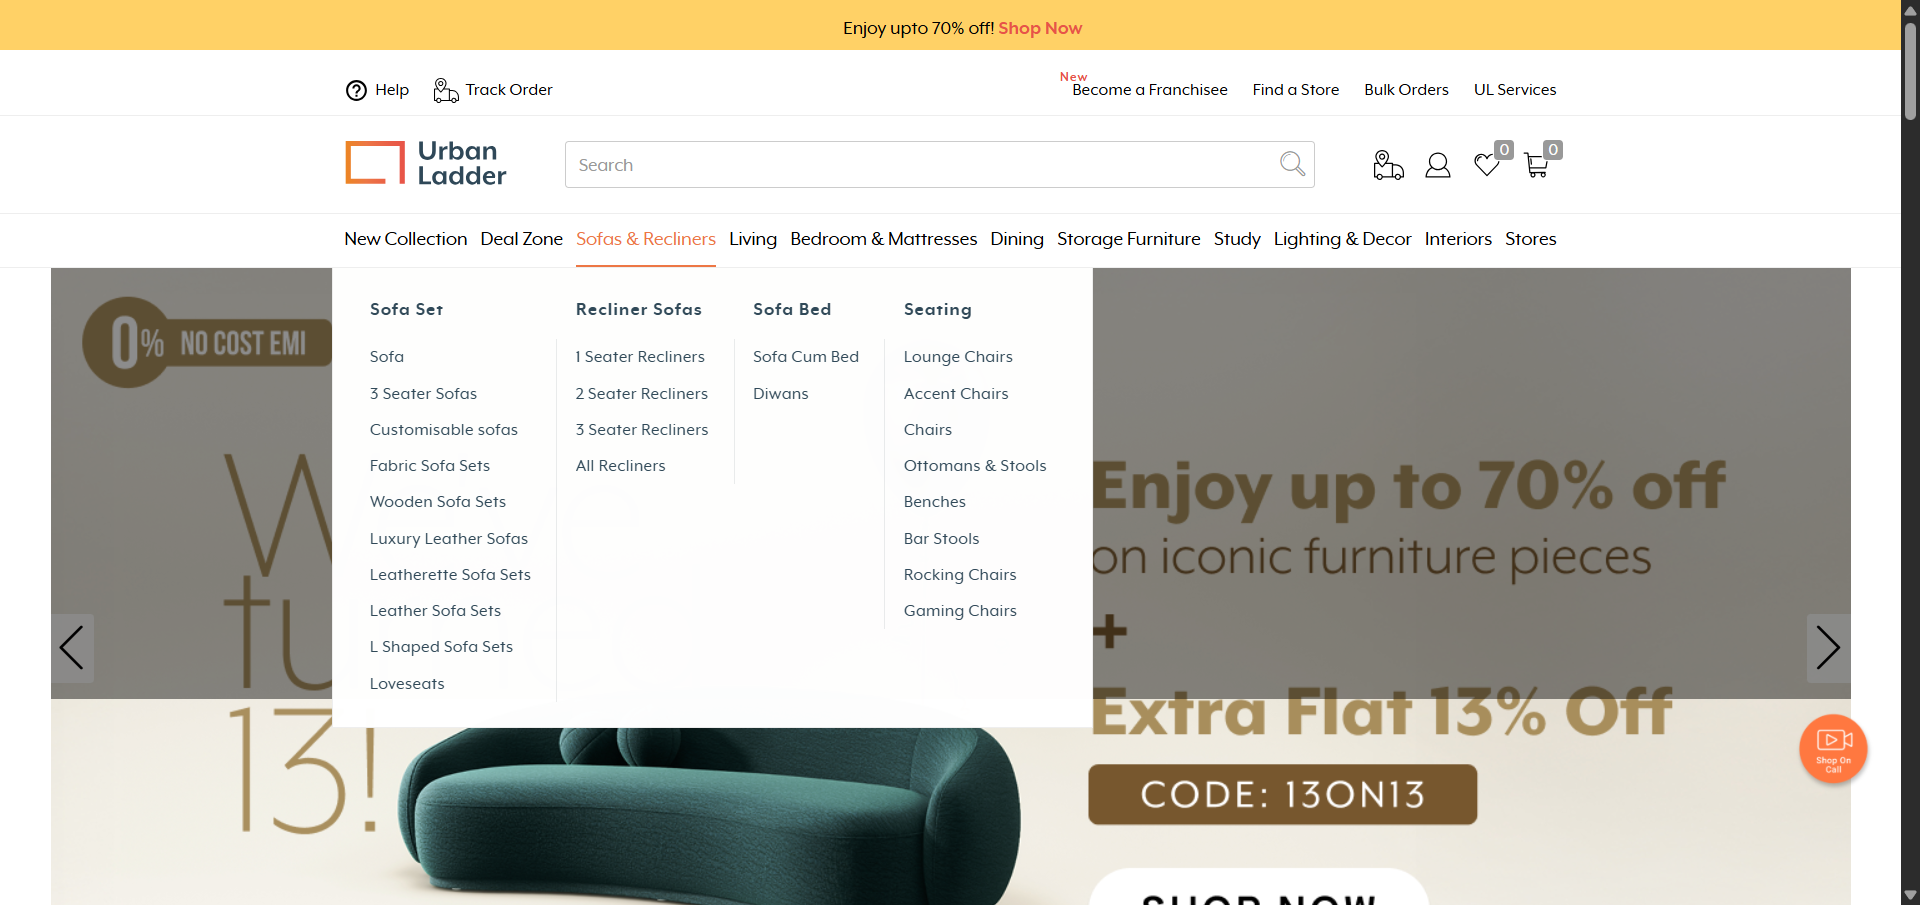 Enjoy upto 70% off! Shop Now
Help
Track Order
New
Become a Franchisee
Find a Store
Bulk Orders
UL Services
Urban
Ladder
Search
0
0
New Collection
Deal Zone
Sofas & Recliners
Living
Bedroom & Mattresses
Dining
Storage Furniture
Study
Lighting & Decor
Interiors
Stores
0% NO COST EMI
Sofa Set
Sofa
3 Seater Sofas
Customisable sofas
Fabric Sofa Sets
Wooden Sofa Sets
Luxury Leather Sofas
Leatherette Sofa Sets
Leather Sofa Sets
L Shaped Sofa Sets
Loveseats
Recliner Sofas
1 Seater Recliners
2 Seater Recliners
3 Seater Recliners
All Recliners
Sofa Bed
Sofa Cum Bed
Diwans
Seating
Lounge Chairs
Accent Chairs
Chairs
Ottomans & Stools
Benches
Bar Stools
Rocking Chairs
Gaming Chairs
13!
Enjoy up to 70% off
on iconic furniture pieces
+
Extra Flat 13% Off
CODE: 13ON13
SHOP NOW
Shop On
Call